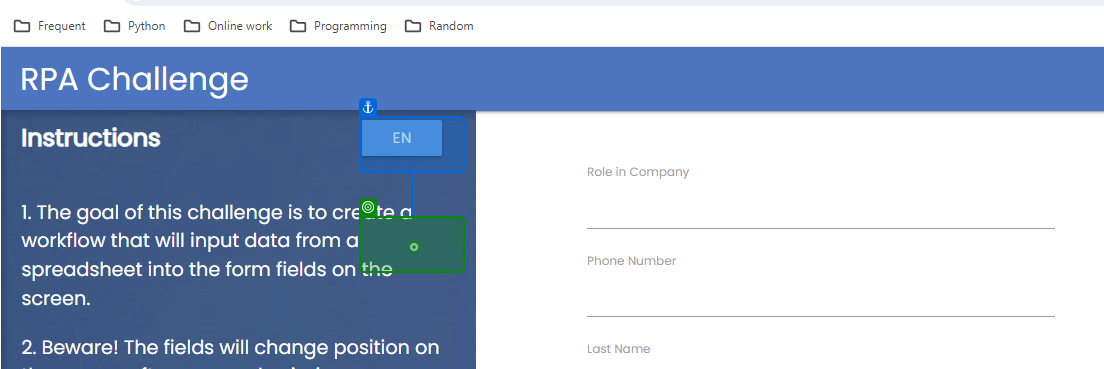 Frequent Python Online work Programming Random
RPA Challenge
Instructions
EN
1. The goal of this challenge is to create a
workflow that will input data from a
spreadsheet into the form fields on the
screen.
2. Beware! The fields will change position on
Role in Company
Phone Number
Last Name